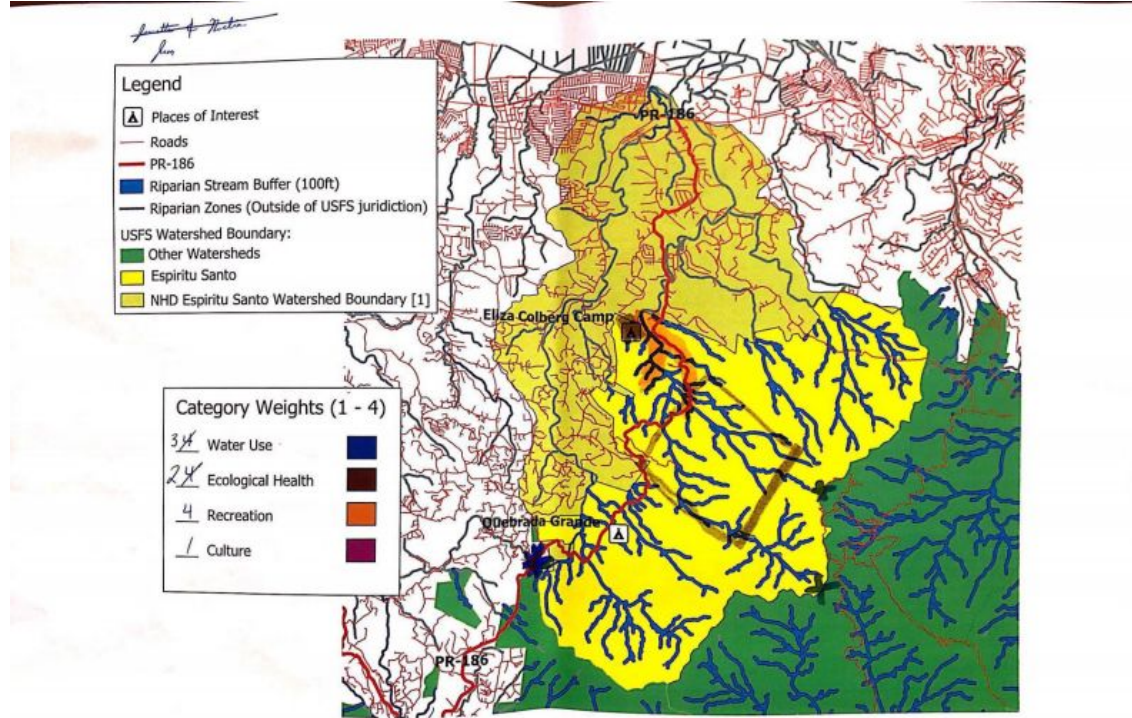 Legend
Places of Interest
Roads
PR-186
Riparian Stream Buffer (100ft)
Riparian Zones (Outside of USFS juridiction)
USFS Watershed Boundary:
Other Watersheds
Espiritu Santo
NHD Espiritu Santo Watershed Boundary [1]
PR-186
Eliza Colberg Camp
Category Weights (1 - 4)
3 Water Use
2 Ecological Health
4 Recreation
1 Culture
Quebrada Grande
PR-186